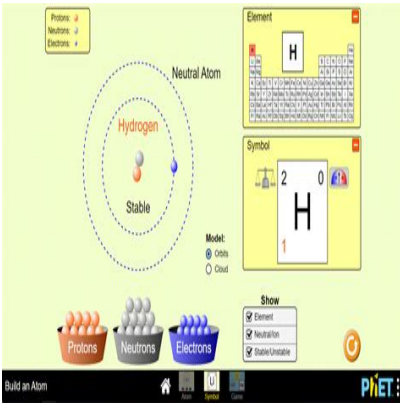 Protons:
Neutrons:
Electrons:
Neutral Atom
Hydrogen
Stable
Element
H
Symbol
2 0
H
1
Model:
Orbits
Cloud
Protons
Neutrons
Electrons
Show
Element
Neutral/Ion
Stable/Unstable
Build an Atom
Atom
Symbol
Game
PhET